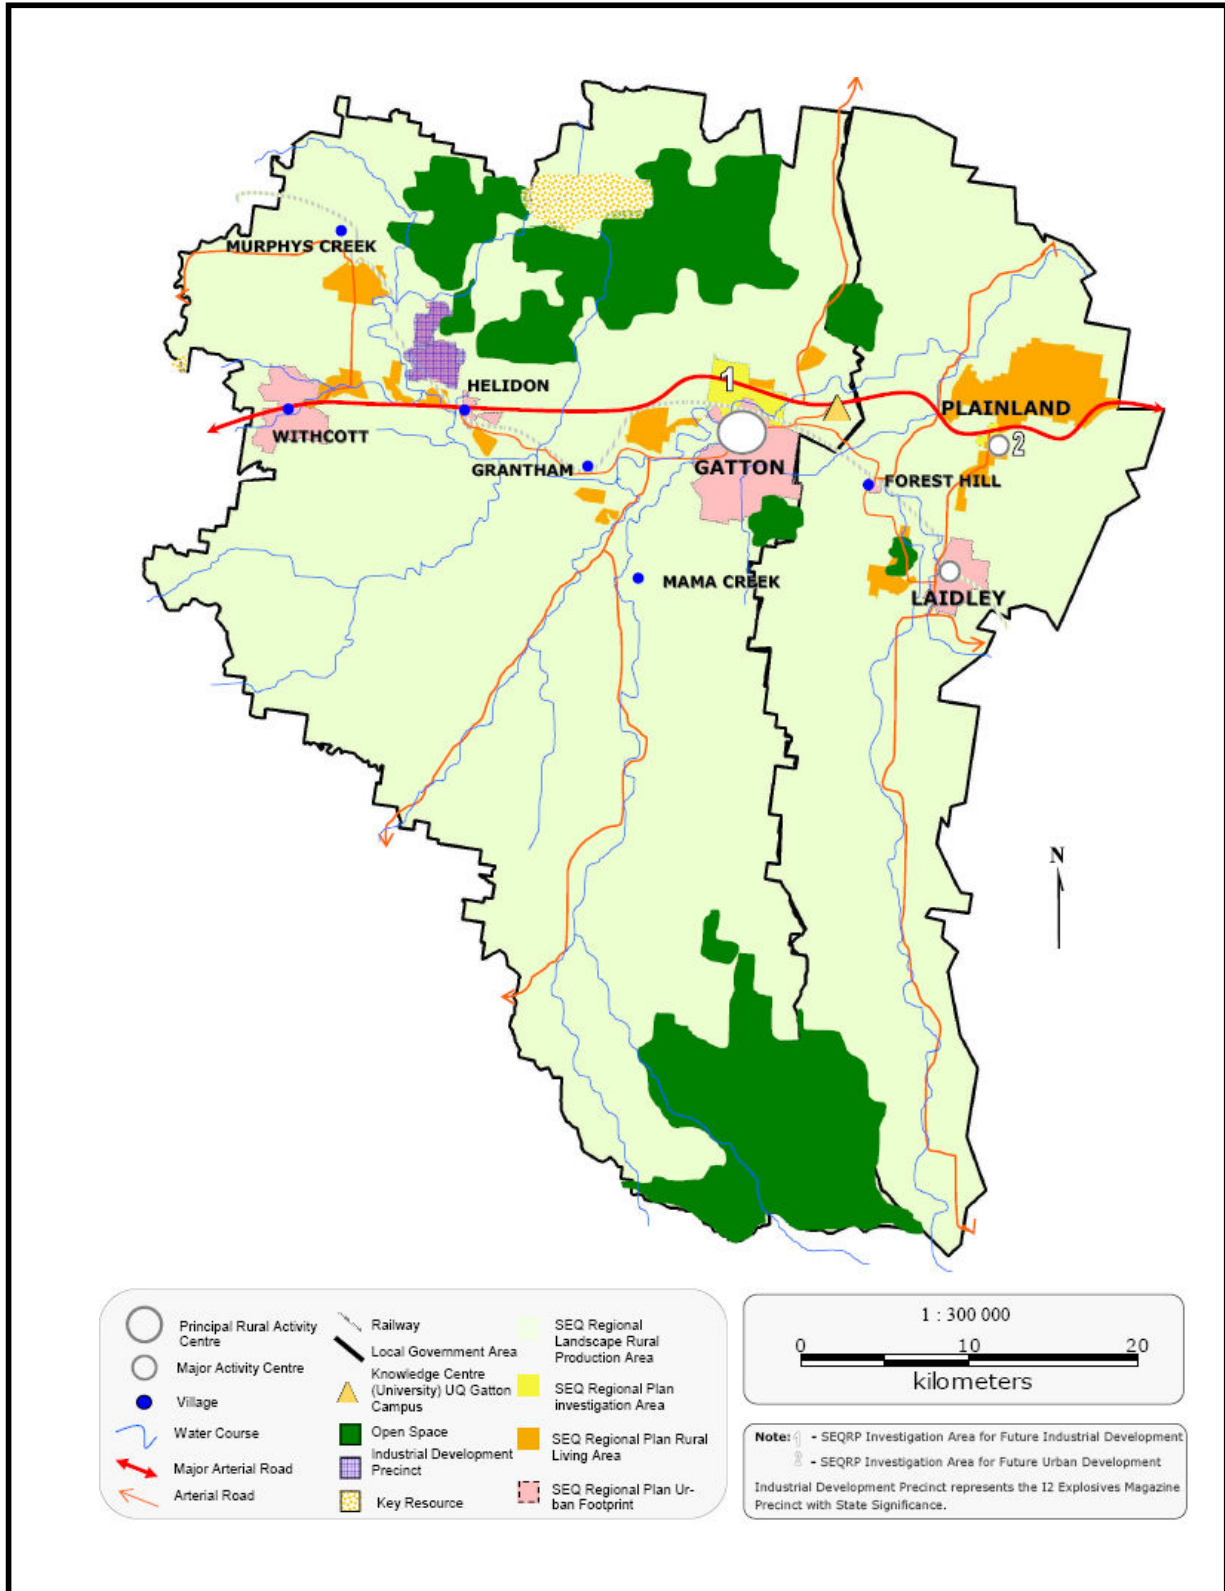 MURPHYS CREEK
1
HELIDON
PLAINLAND
WITHCOTT
2
GRANTHAM
GATTON
FOREST HILL
MAMA CREEK
LAIDLEY
N
Principal Rural Activity
Centre
Major Activity Centre
Village
Water Course
Major Arterial Road
Arterial Road
Railway
Local Government Area
Knowledge Centre
(University) UQ Gatton
Campus
Open Space
Industrial Development
Precinct
Key Resource
SEQ Regional
Landscape Rural
Production Area
SEQ Regional Plan
investigation Area
SEQ Regional Plan Rural
Living Area
SEQ Regional Plan Ur-
ban Footprint
1 : 300 000
0 10 20
kilometers
Note: 1 - SEQRP Investigation Area for Future Industrial Development
2 - SEQRP Investigation Area for Future Urban Development
Industrial Development Precinct represents the I2 Explosives Magazine
Precinct with State Significance.